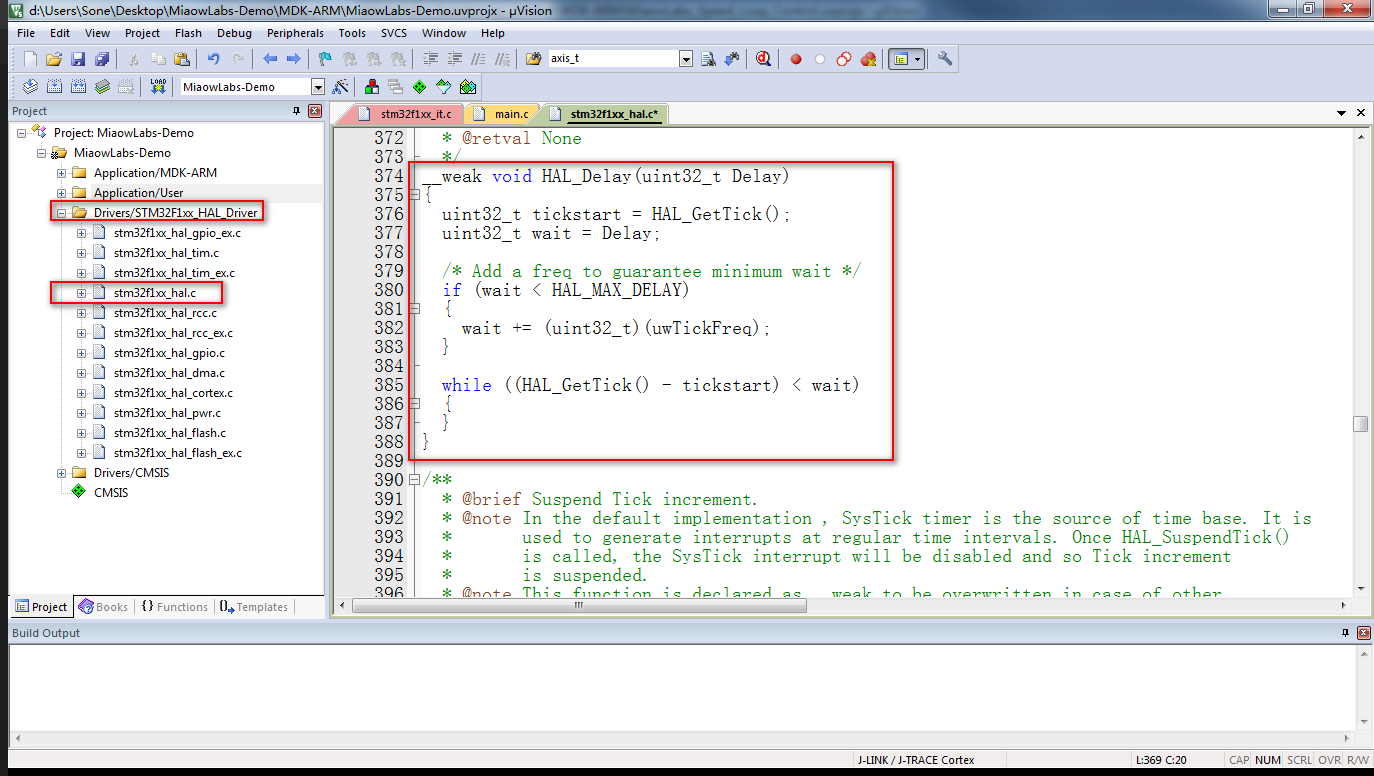 d:\Users\Sone\Desktop\MiaowLabs-Demo\MDK-ARM\MiaowLabs-Demo.uvprojx - µVision
File Edit View Project Flash Debug Peripherals Tools SVCS Window Help
axis_t
LOAD MiaowLabs-Demo
Project
stm32f1xx_it.c main.c stm32f1xx_hal.c*
Project: MiaowLabs-Demo
MiaowLabs-Demo
Application/MDK-ARM
Application/User
Drivers/STM32F1xx_HAL_Driver
stm32f1xx_hal_gpio_ex.c
stm32f1xx_hal_tim.c
stm32f1xx_hal_tim_ex.c
stm32f1xx_hal.c
stm32f1xx_hal_rcc.c
stm32f1xx_hal_rcc_ex.c
stm32f1xx_hal_gpio.c
stm32f1xx_hal_dma.c
stm32f1xx_hal_cortex.c
stm32f1xx_hal_pwr.c
stm32f1xx_hal_flash.c
stm32f1xx_hal_flash_ex.c
Drivers/CMSIS
CMSIS
372 * @retval None
373 */
374 __weak void HAL_Delay(uint32_t Delay)
375 {
376 uint32_t tickstart = HAL_GetTick();
377 uint32_t wait = Delay;
378
379 /* Add a freq to guarantee minimum wait */
380 if (wait < HAL_MAX_DELAY)
381 {
382 wait += (uint32_t)(uwTickFreq);
383 }
384
385 while ((HAL_GetTick() - tickstart) < wait)
386 {
387 }
388 }
389
390 /**
391 * @brief Suspend Tick increment.
392 * @note In the default implementation , SysTick timer is the source of time base. It is
393 * used to generate interrupts at regular time intervals. Once HAL_SuspendTick()
394 * is called, the SysTick interrupt will be disabled and so Tick increment
395 * is suspended.
396 * @note This function is declared as __weak to be overwritten in case of other
Project Books {} Functions 0 Templates
Build Output
J-LINK / J-TRACE Cortex L:369 C:20 CAP NUM SCRL OVR R/W